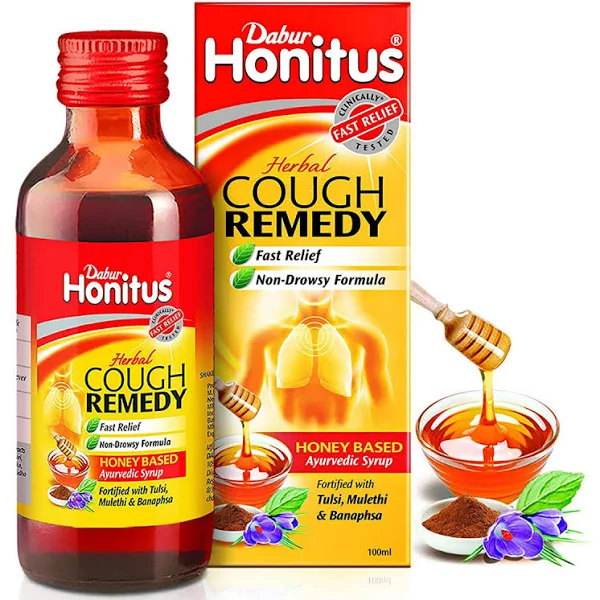 Dabur
Honitus®
CLINICALLY*
FAST RELIEF
TESTED
Herbal
COUGH
REMEDY
Fast Relief
Non-Drowsy Formula
HONEY BASED
Ayurvedic Syrup
Fortified with
Tulsi, Mulethi
& Banaphsa
100ml
Dabur
Honitus®
CLINICALLY*
FAST RELIEF
TESTED
Herbal
COUGH
REMEDY
Fast Relief
Non-Drowsy Formula
HONEY BASED
Ayurvedic Syrup
Fortified with Tulsi,
Mulethi & Banaphsa